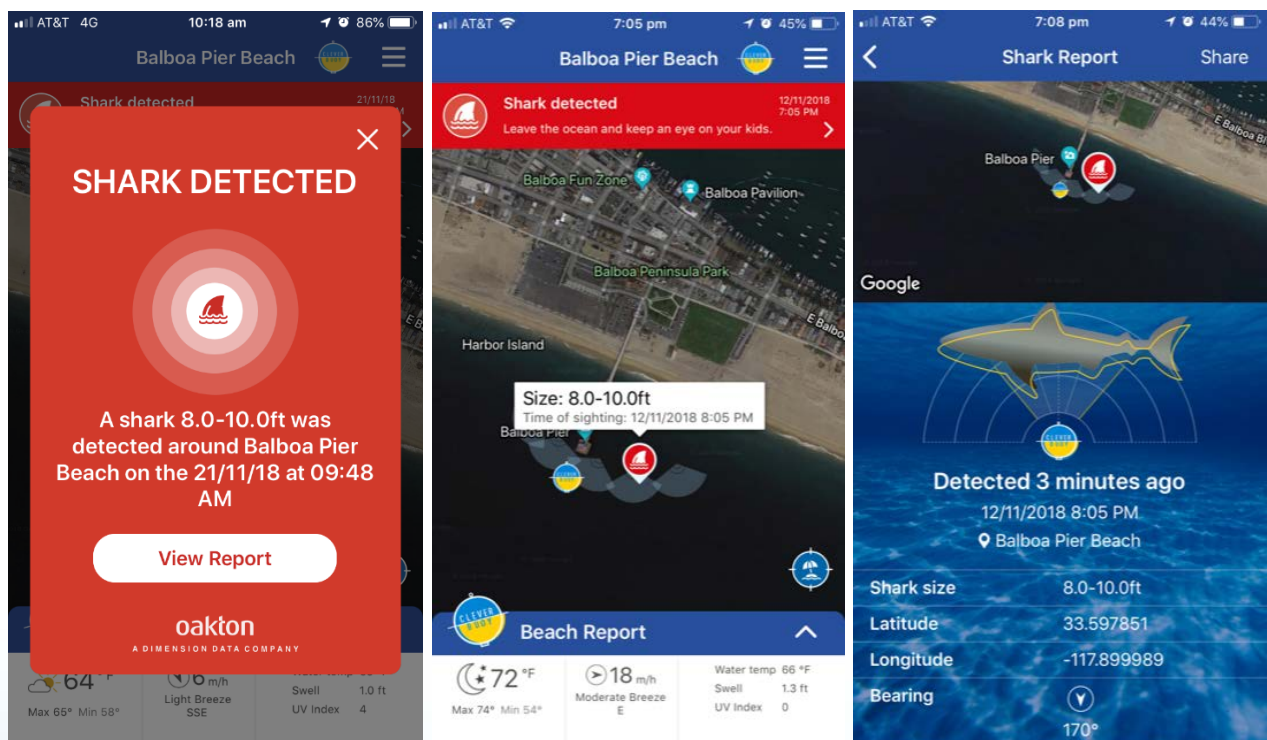 AT&T 4G 10:18 am 86%
Balboa Pier Beach
Shark detected 21/11/18
SHARK DETECTED
A shark 8.0-10.0ft was
detected around Balboa Pier
Beach on the 21/11/18 at 09:48
AM
View Report
oakton
A DIMENSION DATA COMPANY
64°F
Max 65° Min 58°
6 m/h
Light Breeze
SSE
Swell 1.0 ft
UV Index 4
AT&T 7:05 pm 45%
Balboa Pier Beach
CLEVER
BUOY
Shark detected
12/11/2018
7:05 PM
Leave the ocean and keep an eye on your kids.
Balboa Fun Zone
Balboa Pavilion
Balboa Peninsula Park
E Balbo
Harbor Island
Size: 8.0-10.0ft
Time of sighting: 12/11/2018 8:05 PM
Balboa Pier
CLEVER
BUOY
Beach Report
72 °F
Max 74° Min 54°
18 m/h
Moderate Breeze
E
Water temp 66 °F
Swell 1.3 ft
UV Index 0
AT&T 7:08 pm 44%
Shark Report
Share
E Balboa Bl
Balboa Pier
Google
CLEVER
BUOY
Detected 3 minutes ago
12/11/2018 8:05 PM
Balboa Pier Beach
Shark size 8.0-10.0ft
Latitude 33.597851
Longitude -117.899989
Bearing
170°